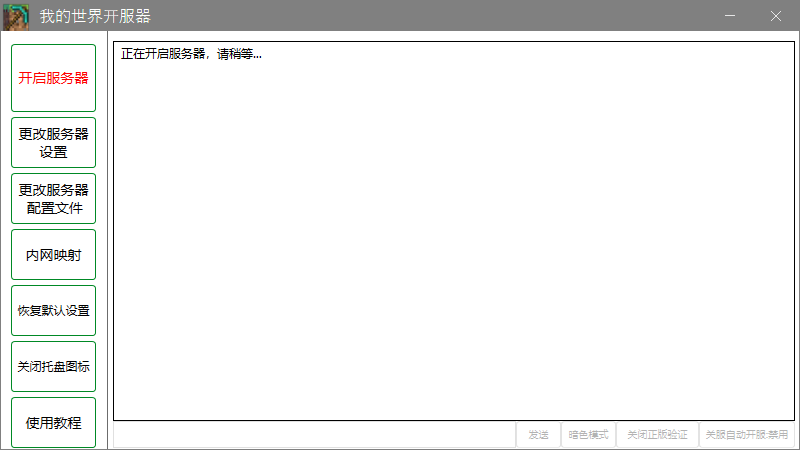 我的世界开服器
开启服务器
更改服务器
设置
更改服务器
配置文件
内网映射
恢复默认设置
关闭托盘图标
使用教程
正在开启服务器，请稍等...
发送
暗色模式
关闭正版验证
关服自动开服:禁用